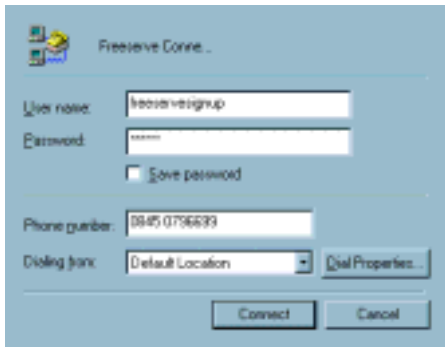 Freeserve Conne...
User name: freeservesignup
Password: ******
Save password
Phone number: 0845 0796699
Dialing from: Default Location Dial Properties...
Connect Cancel